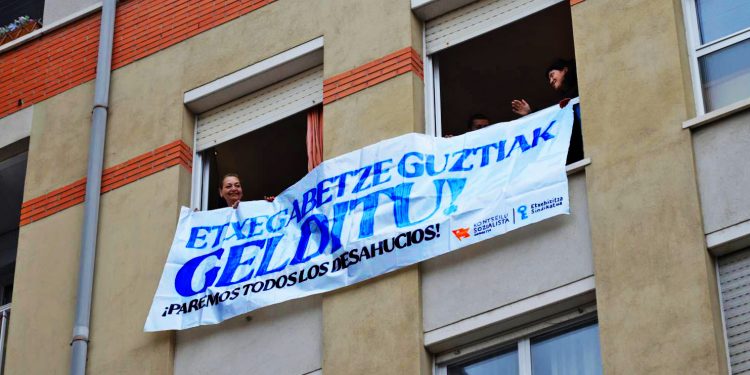 ETXEGABETZE GUZTIAK
GELDITU!
¡PAREMOS TODOS LOS DESAHUCIOS!
KONTSEILU
SOZIALISTA
Etxebizitza
Sindikatua